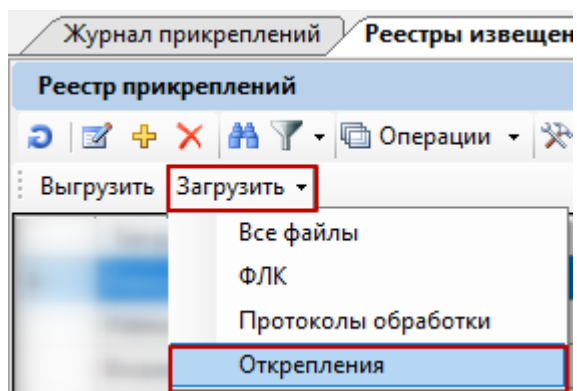 Журнал прикреплений Реестры извещен
Реестр прикреплений
Операции
Выгрузить Загрузить
Все файлы
ФЛК
Протоколы обработки
Открепления